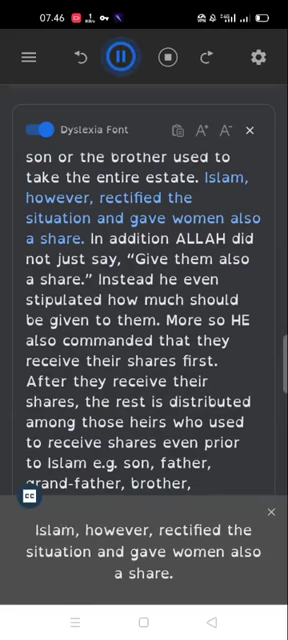 07.46
Dyslexia Font
A+ A-
son or the brother used to
take the entire estate. Islam,
however, rectified the
situation and gave women also
a share. In addition ALLAH did
not just say, “Give them also
a share.” Instead he even
stipulated how much should
be given to them. More so HE
also commanded that they
receive their shares first.
After they receive their
shares, the rest is distributed
among those heirs who used
to receive shares even prior
to Islam e.g. son, father,
grand-father, brother,
CC
Islam, however, rectified the
situation and gave women also
a share.